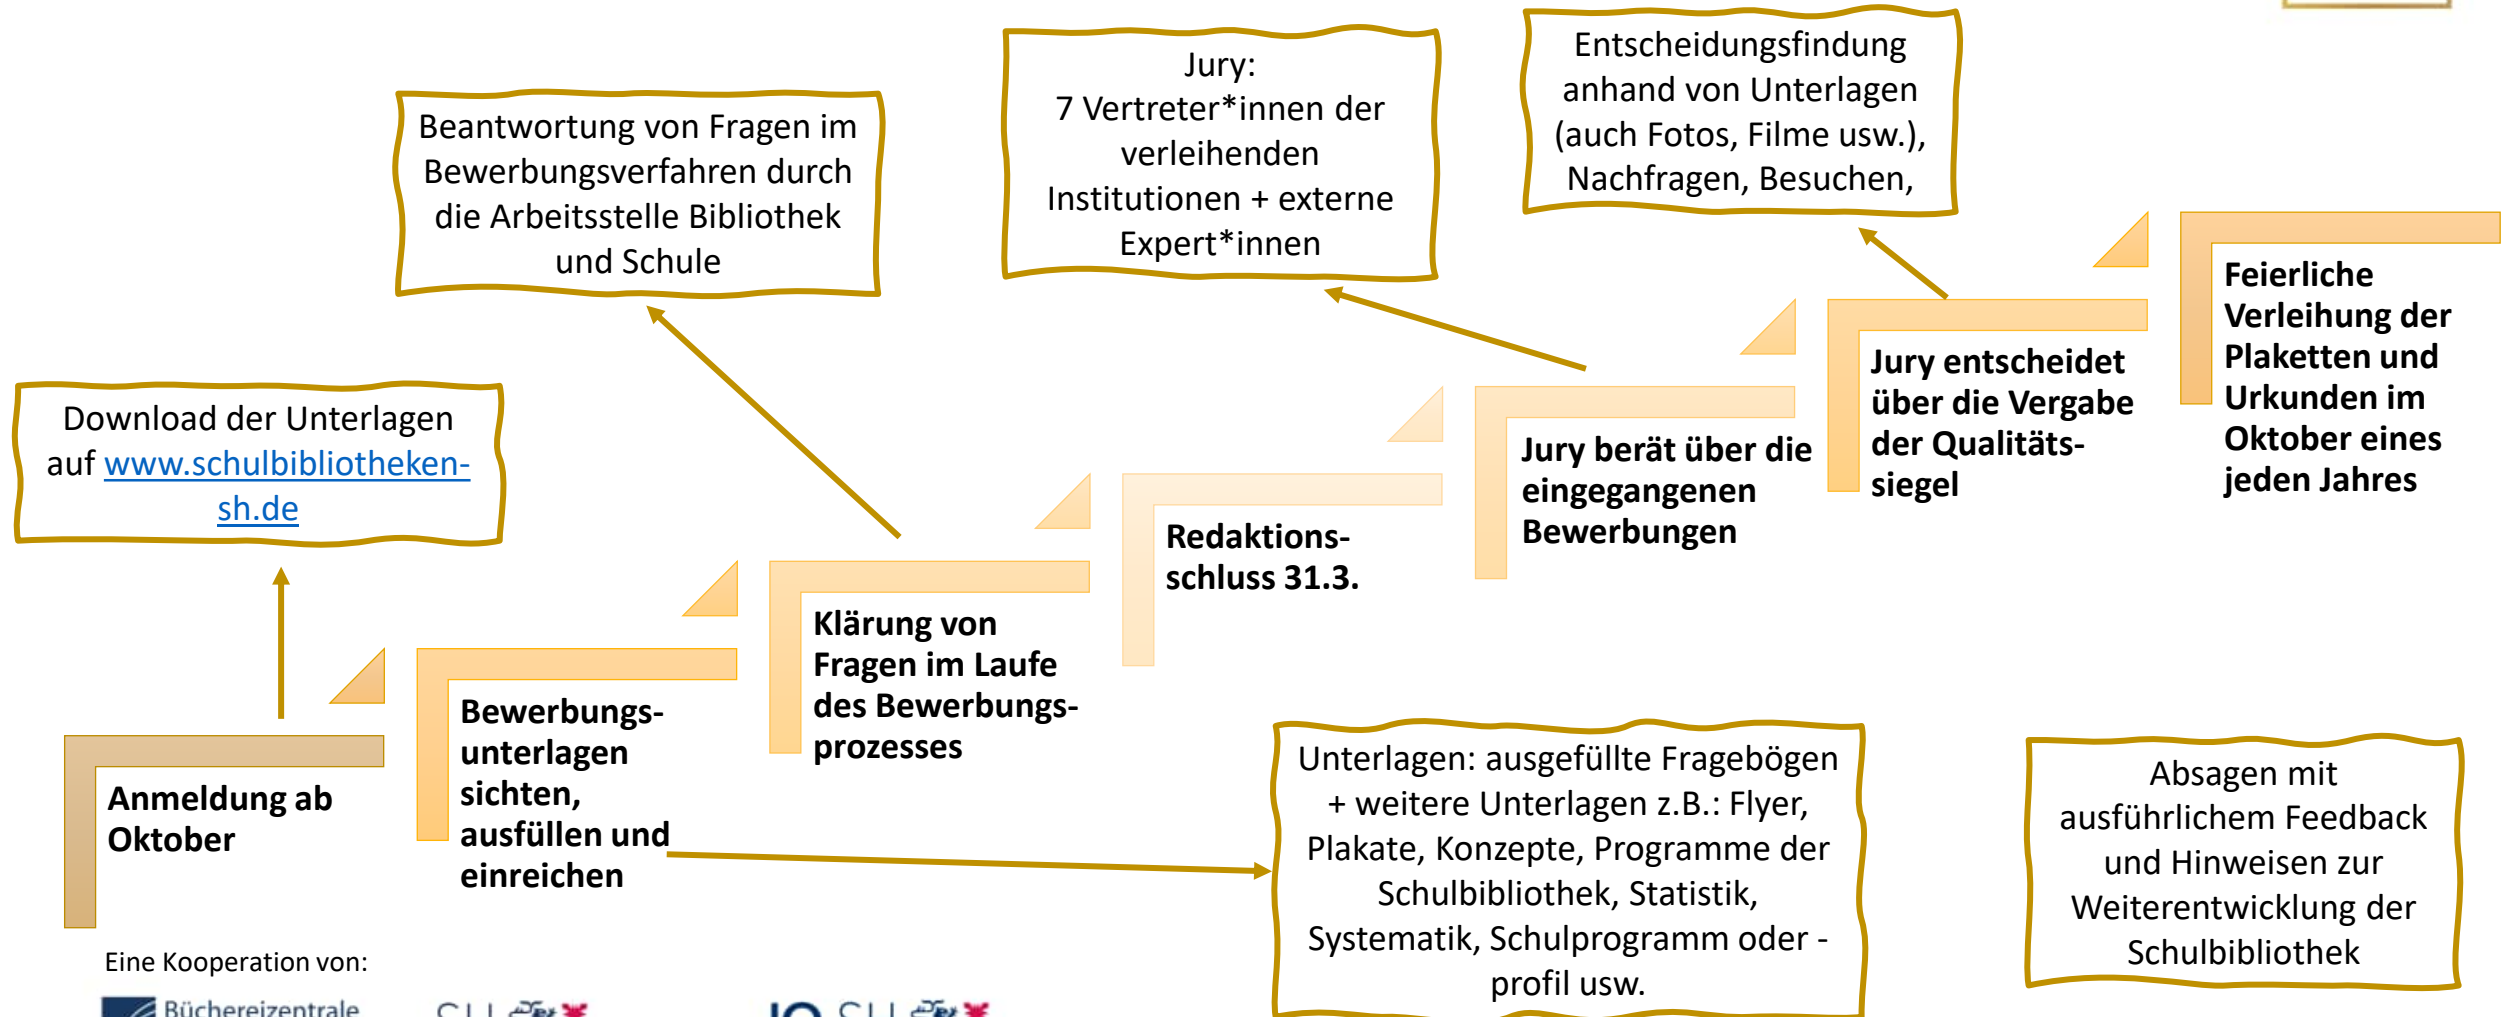 Entscheidungsfindung
anhand von Unterlagen
(auch Fotos, Filme usw.),
Nachfragen, Besuchen,
Jury:
7 Vertreter*innen der
verleihenden
Institutionen + externe
Expert*innen
Beantwortung von Fragen im
Bewerbungsverfahren durch
die Arbeitsstelle Bibliothek
und Schule
Download der Unterlagen
auf www.schulbibliotheken-
sh.de
Feierliche
Verleihung der
Plaketten und
Urkunden im
Oktober eines
jeden Jahres
Jury entscheidet
über die Vergabe
der Qualitäts-
siegel
Jury berät über die
eingegangenen
Bewerbungen
Redaktions-
schluss 31.3.
Klärung von
Fragen im Laufe
des Bewerbungs-
prozesses
Bewerbungs-
unterlagen
sichten,
ausfüllen und
einreichen
Anmeldung ab
Oktober
Unterlagen: ausgefüllte Fragebögen
+ weitere Unterlagen z.B.: Flyer,
Plakate, Konzepte, Programme der
Schulbibliothek, Statistik,
Systematik, Schulprogramm oder -
profil usw.
Absagen mit
ausführlichem Feedback
und Hinweisen zur
Weiterentwicklung der
Schulbibliothek
Eine Kooperation von:
Büchereizentrale